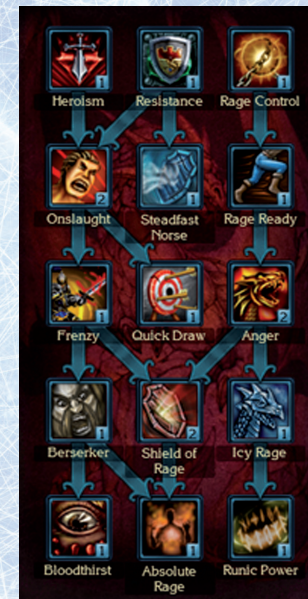 1 1 1
Heroism Resistance Rage Control
2 1 1
Onslaught Steadfast Rage Ready
Norse
1 1 2
Frenzy Quick Draw Anger
1 2 1
Berserker Shield of Icy Rage
Rage
1 1 1
Bloodthirst Absolute Runic Power
Rage